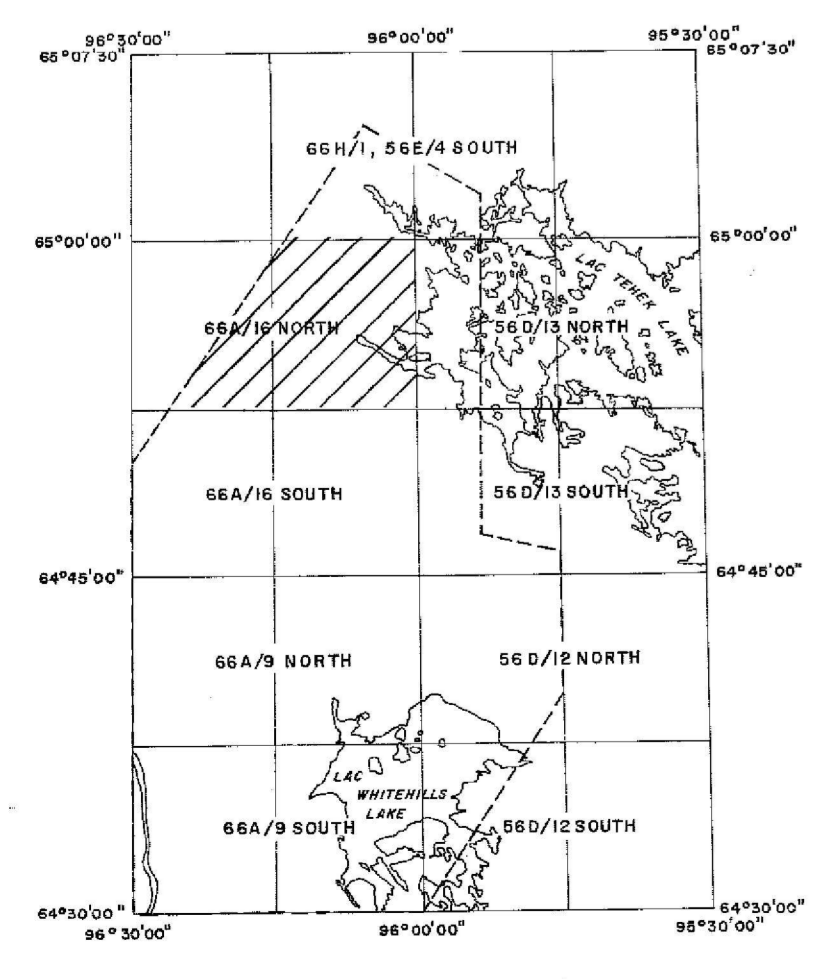 96°30'00" 96°00'00" 95°30'00"
65°07'30" 65°07'30"
66H/1, 56E/4 SOUTH
65°00'00" 65°00'00"
LAC TEHEK LAKE
66A/16 NORTH 56D/13 NORTH
66A/16 SOUTH 56D/13 SOUTH
64°45'00" 64°45'00"
66A/9 NORTH 56D/12 NORTH
LAC
WHITEHILLS
LAKE
66A/9 SOUTH 56D/12 SOUTH
64°30'00" 64°30'00"
96°30'00" 96°00'00" 95°30'00"